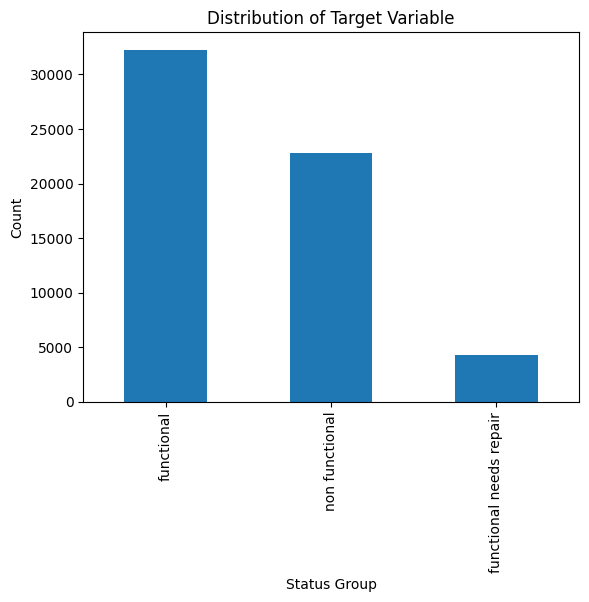 Distribution of Target Variable
Count
30000
25000
20000
15000
10000
5000
0
functional
non functional
functional needs repair
Status Group